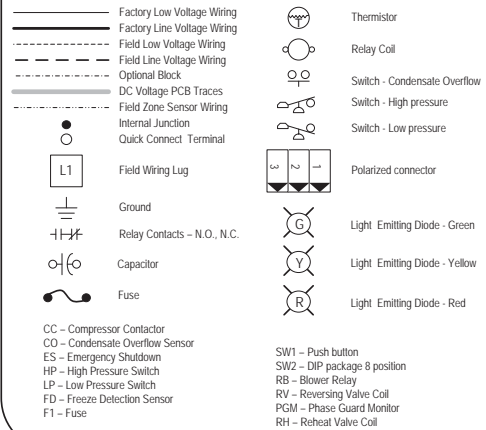 Factory Low Voltage Wiring
Factory Line Voltage Wiring
Field Low Voltage Wiring
Field Line Voltage Wiring
Optional Block
DC Voltage PCB Traces
Field Zone Sensor Wiring
Internal Junction
Quick Connect Terminal
L1 Field Wiring Lug
Ground
Relay Contacts – N.O., N.C.
Capacitor
Fuse
T Thermistor
Relay Coil
Switch - Condensate Overflow
Switch - High pressure
Switch - Low pressure
3 2 1 Polarized connector
G Light Emitting Diode - Green
Y Light Emitting Diode - Yellow
R Light Emitting Diode - Red
CC – Compressor Contactor
CO – Condensate Overflow Sensor
ES – Emergency Shutdown
HP – High Pressure Switch
LP – Low Pressure Switch
FD – Freeze Detection Sensor
F1 – Fuse
SW1 – Push button
SW2 – DIP package 8 position
RB – Blower Relay
RV – Reversing Valve Coil
PGM – Phase Guard Monitor
RH – Reheat Valve Coil